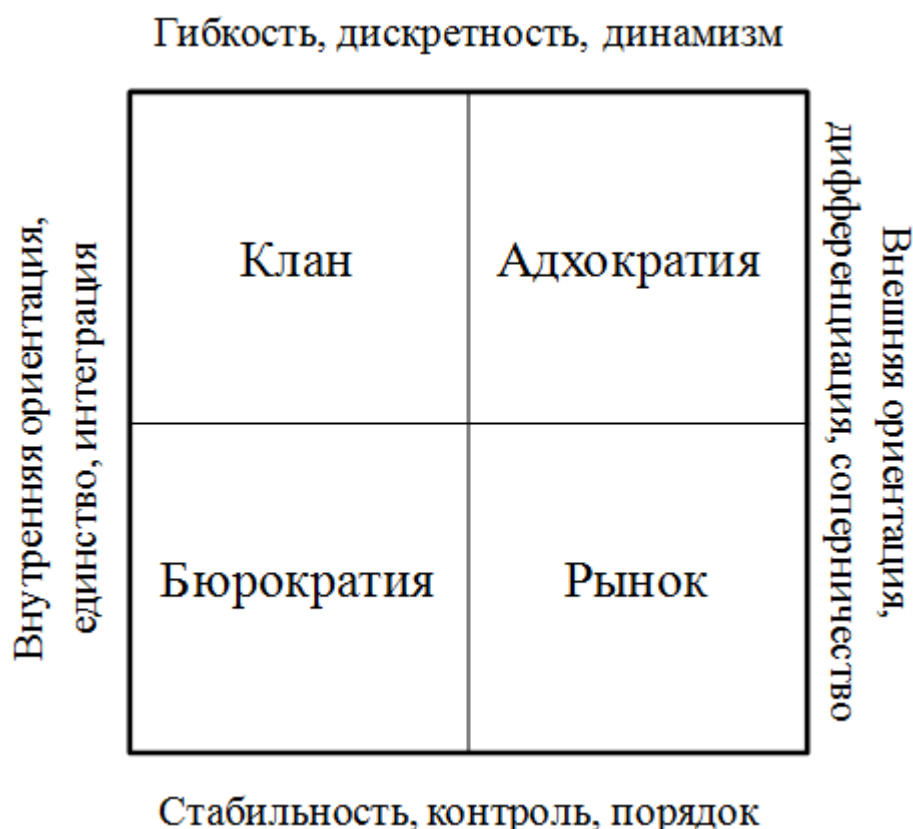 Гибкость, дискретность, динамизм
Внутренняя ориентация,
единство, интеграция
Клан
Адхократия
Бюрократия
Рынок
Внешняя ориентация,
дифференциация, соперничество
Стабильность, контроль, порядок